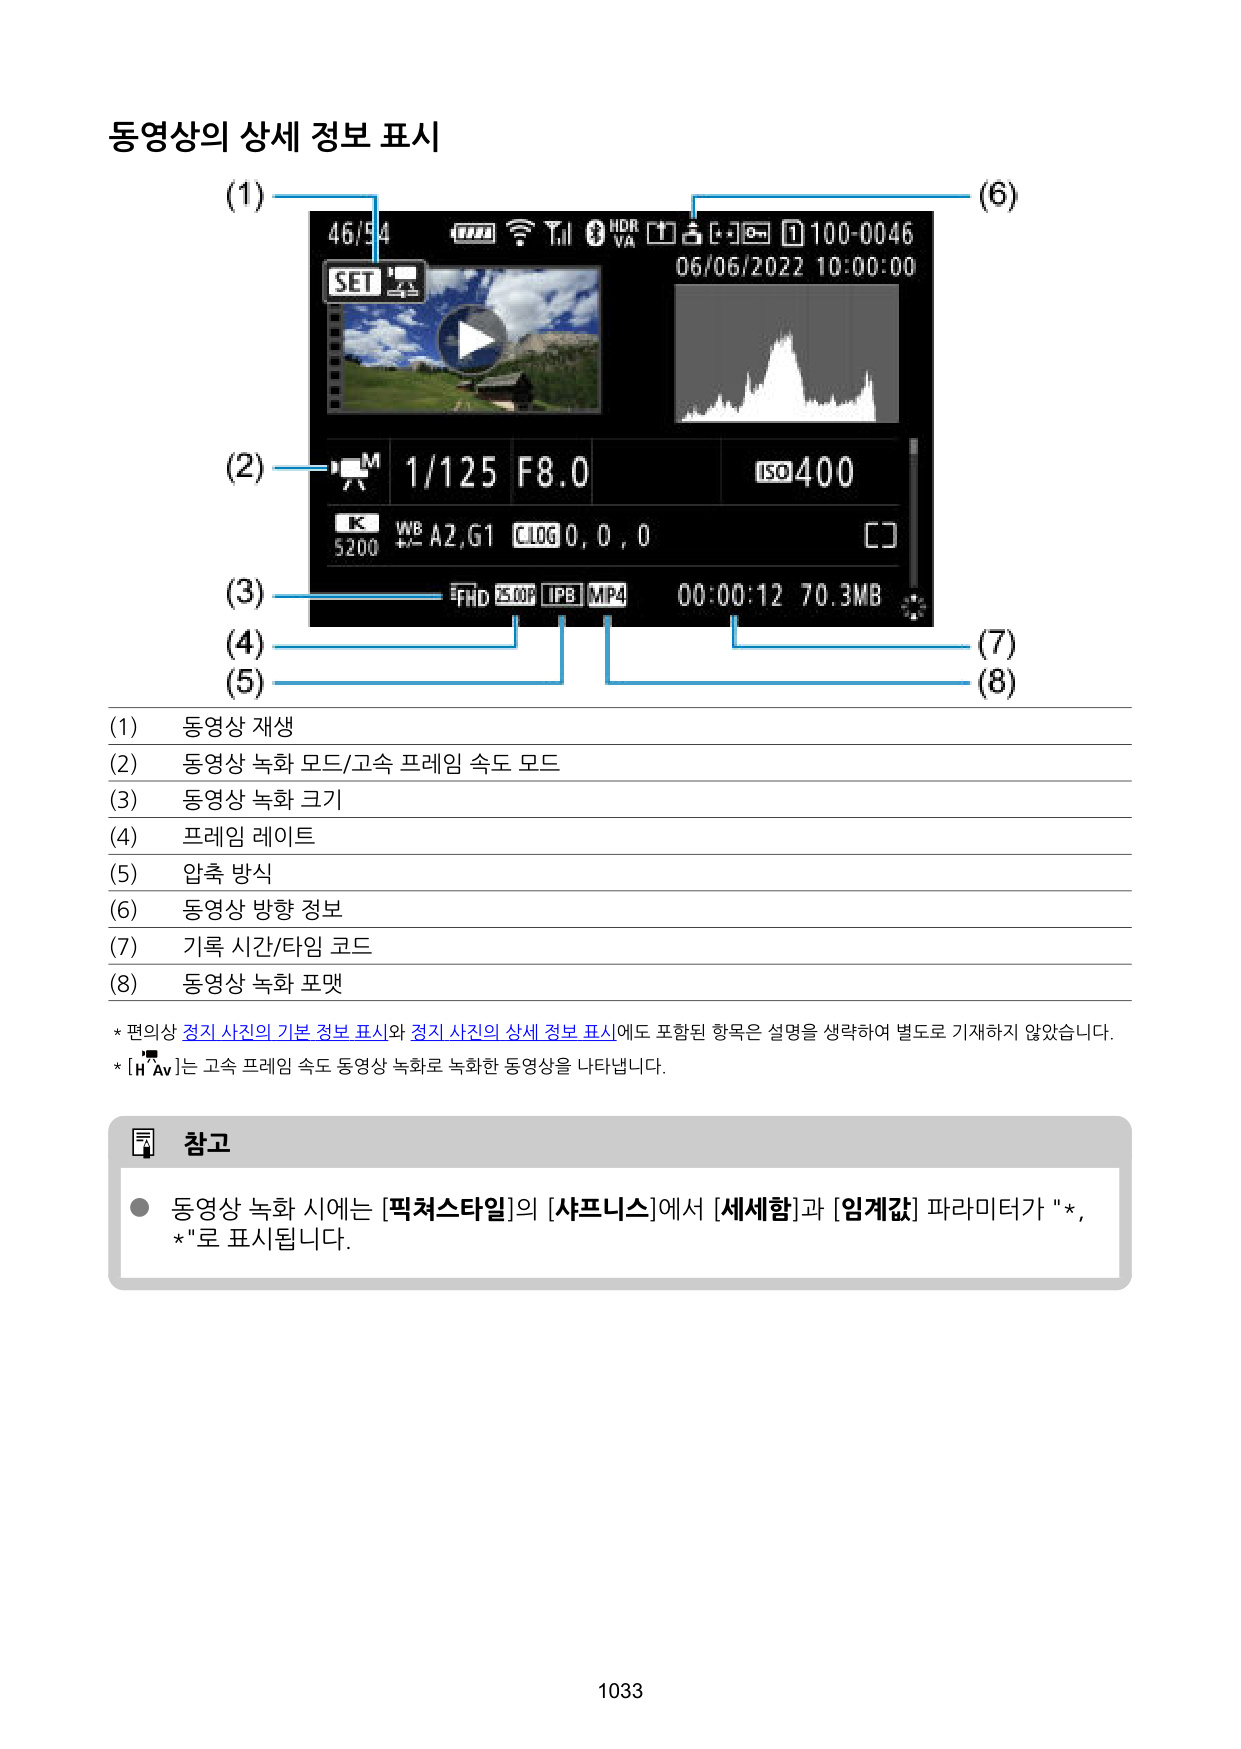 동영상의 상세 정보 표시
(1)
(6)
46/54 HDR VA 1 100-0046
06/06/2022 10:00:00
SET
(2)
M 1/125 F8.0 ISO 400
K 5200 WB +/- A2,G1 C.LOG 0, 0 , 0
(3)
FHD 25.00P IPB MP4 00:00:12 70.3MB
(4)
(7)
(5)
(8)
(1) 동영상 재생
(2) 동영상 녹화 모드/고속 프레임 속도 모드
(3) 동영상 녹화 크기
(4) 프레임 레이트
(5) 압축 방식
(6) 동영상 방향 정보
(7) 기록 시간/타임 코드
(8) 동영상 녹화 포맷
* 편의상 정지 사진의 기본 정보 표시와 정지 사진의 상세 정보 표시에도 포함된 항목은 설명을 생략하여 별도로 기재하지 않았습니다.
* [H Av]는 고속 프레임 속도 동영상 녹화로 녹화한 동영상을 나타냅니다.
참고
동영상 녹화 시에는 [픽쳐스타일]의 [샤프니스]에서 [세세함]과 [임계값] 파라미터가 "*,
*"로 표시됩니다.
1033